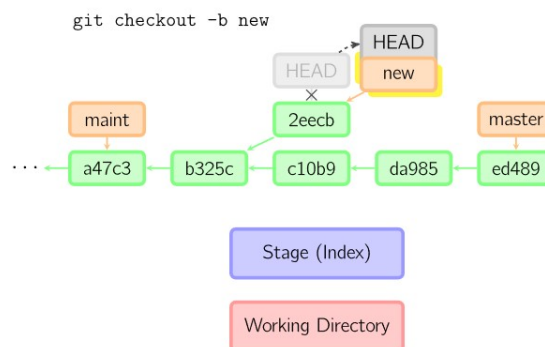 git checkout -b new
HEAD
HEAD
new
maint
2eecb
master
...
a47c3
b325c
c10b9
da985
ed489
Stage (Index)
Working Directory